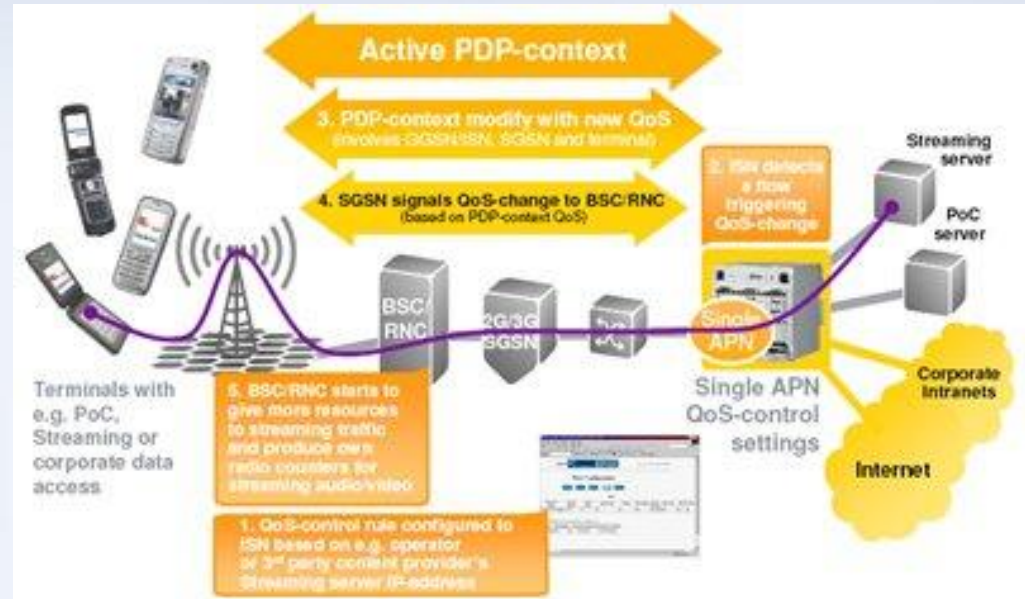 Active PDP-context
3. PDP-context modify with new QoS
(involves GGSN/ISN, SGSN and terminal)
4. SGSN signals QoS-change to BSC/RNC
(based on PDP-context QoS)
2. ISN detects
a flow
triggering
QoS-change
Streaming
server
PoC
server
BSC/
RNC
2G/3G
SGSN
Single
APN
Terminals with
e.g. PoC,
Streaming or
corporate data
access
5. BSC/RNC starts to
give more resources
to streaming traffic
and produce own
radio counters for
streaming audio/video
Single APN
QoS-control
settings
Corporate
Intranets
Internet
1. QoS-control rule configured to
ISN based on e.g. operator
or 3rd party content provider's
Streaming server IP-address